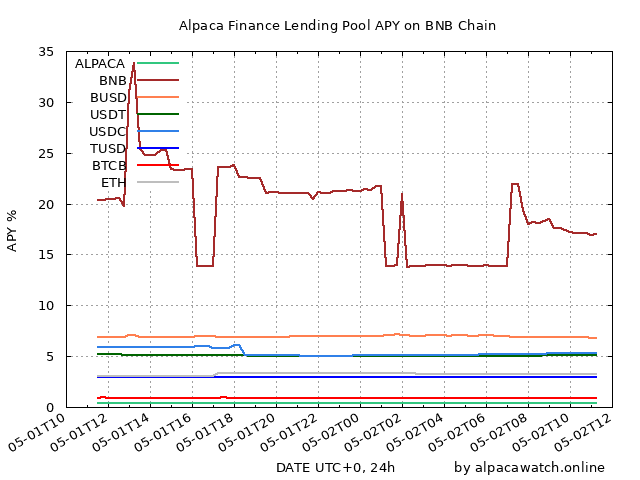 Alpaca Finance Lending Pool APY on BNB Chain
35
30
25
20
15
10
5
0
APY %
ALPACA
BNB
BUSD
USDT
USDC
TUSD
BTCB
ETH
05-01T10
05-01T12
05-01T14
05-01T16
05-01T18
05-01T20
05-01T22
05-02T00
05-02T02
05-02T04
05-02T06
05-02T08
05-02T10
05-02T12
DATE UTC+0, 24h
by alpacawatch.online